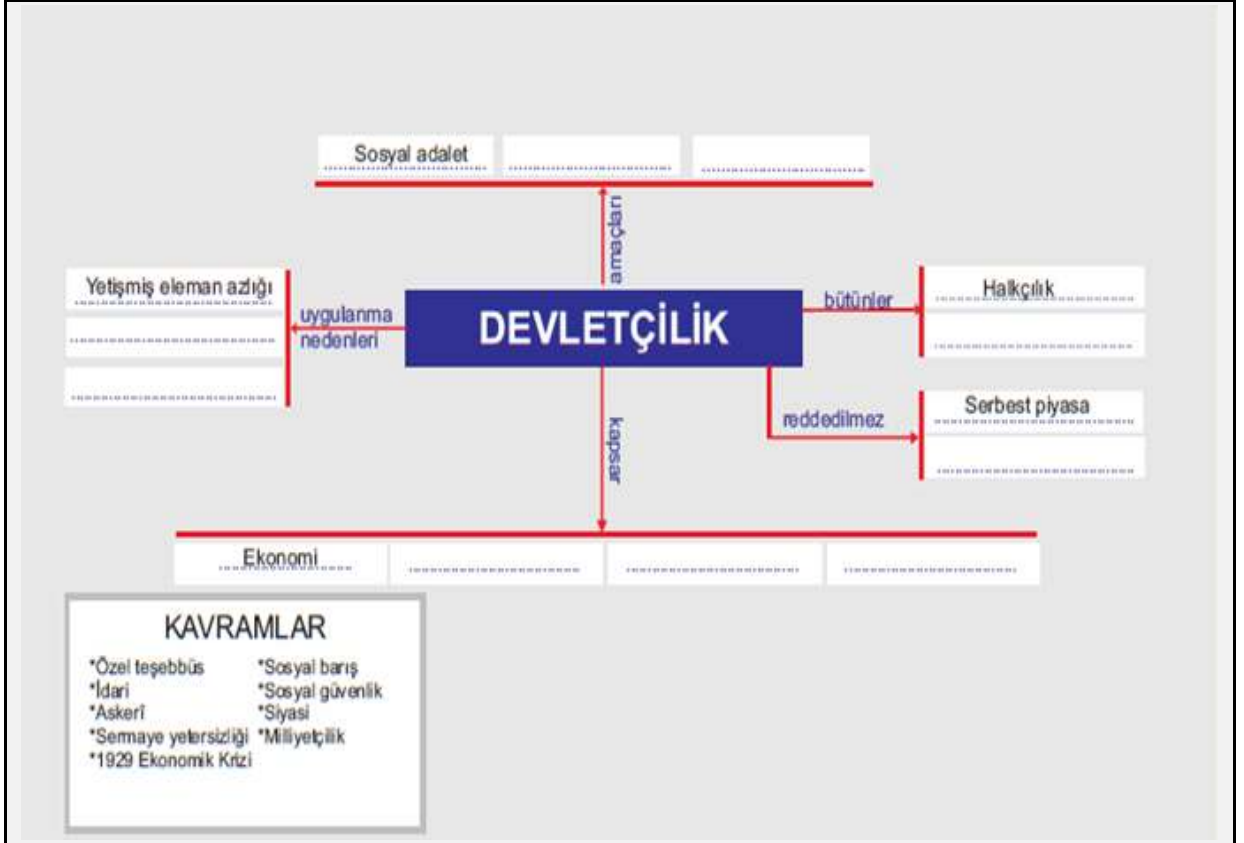 Sosyal adalet
amaçları
Yetişmiş eleman azlığı
uygulanma
nedenleri
DEVLETÇİLİK
bütünler
Halkçılık
reddedilmez
Serbest piyasa
kapsar
Ekonomi
KAVRAMLAR
*Özel teşebbüs *Sosyal barış
*İdari *Sosyal güvenlik
*Askerî *Siyasi
*Sermaye yetersizliği *Milliyetçilik
*1929 Ekonomik Krizi